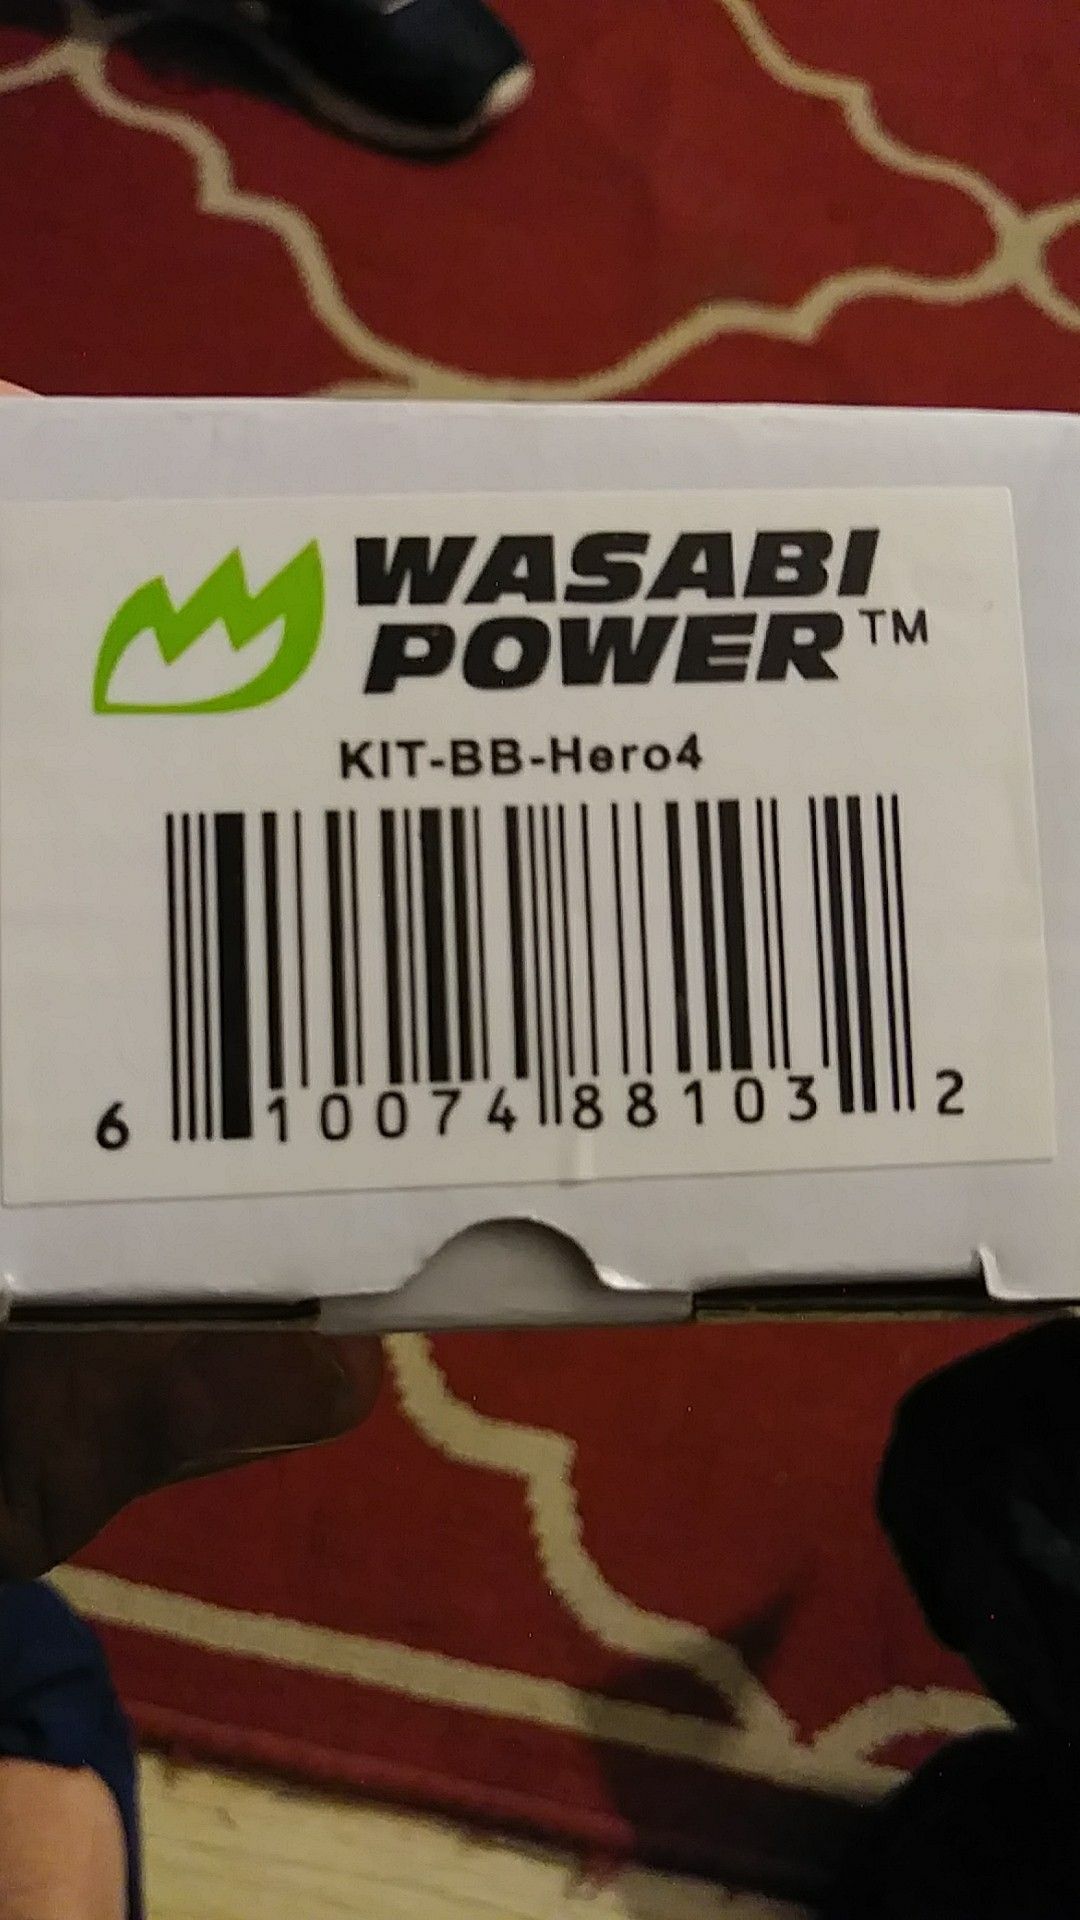 WASABI
POWER™
KIT-BB-Hero4
6 10074 88103 2